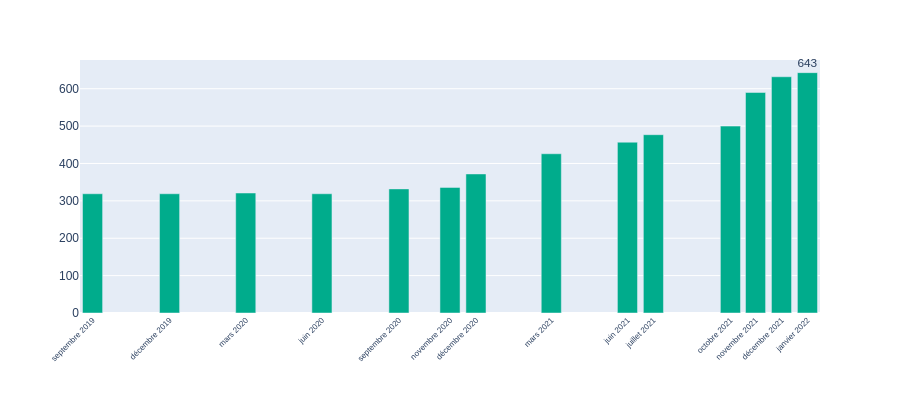 643
600
500
400
300
200
100
0
septembre 2019
décembre 2019
mars 2020
juin 2020
septembre 2020
novembre 2020
décembre 2020
mars 2021
juin 2021
juillet 2021
octobre 2021
novembre 2021
décembre 2021
janvier 2022